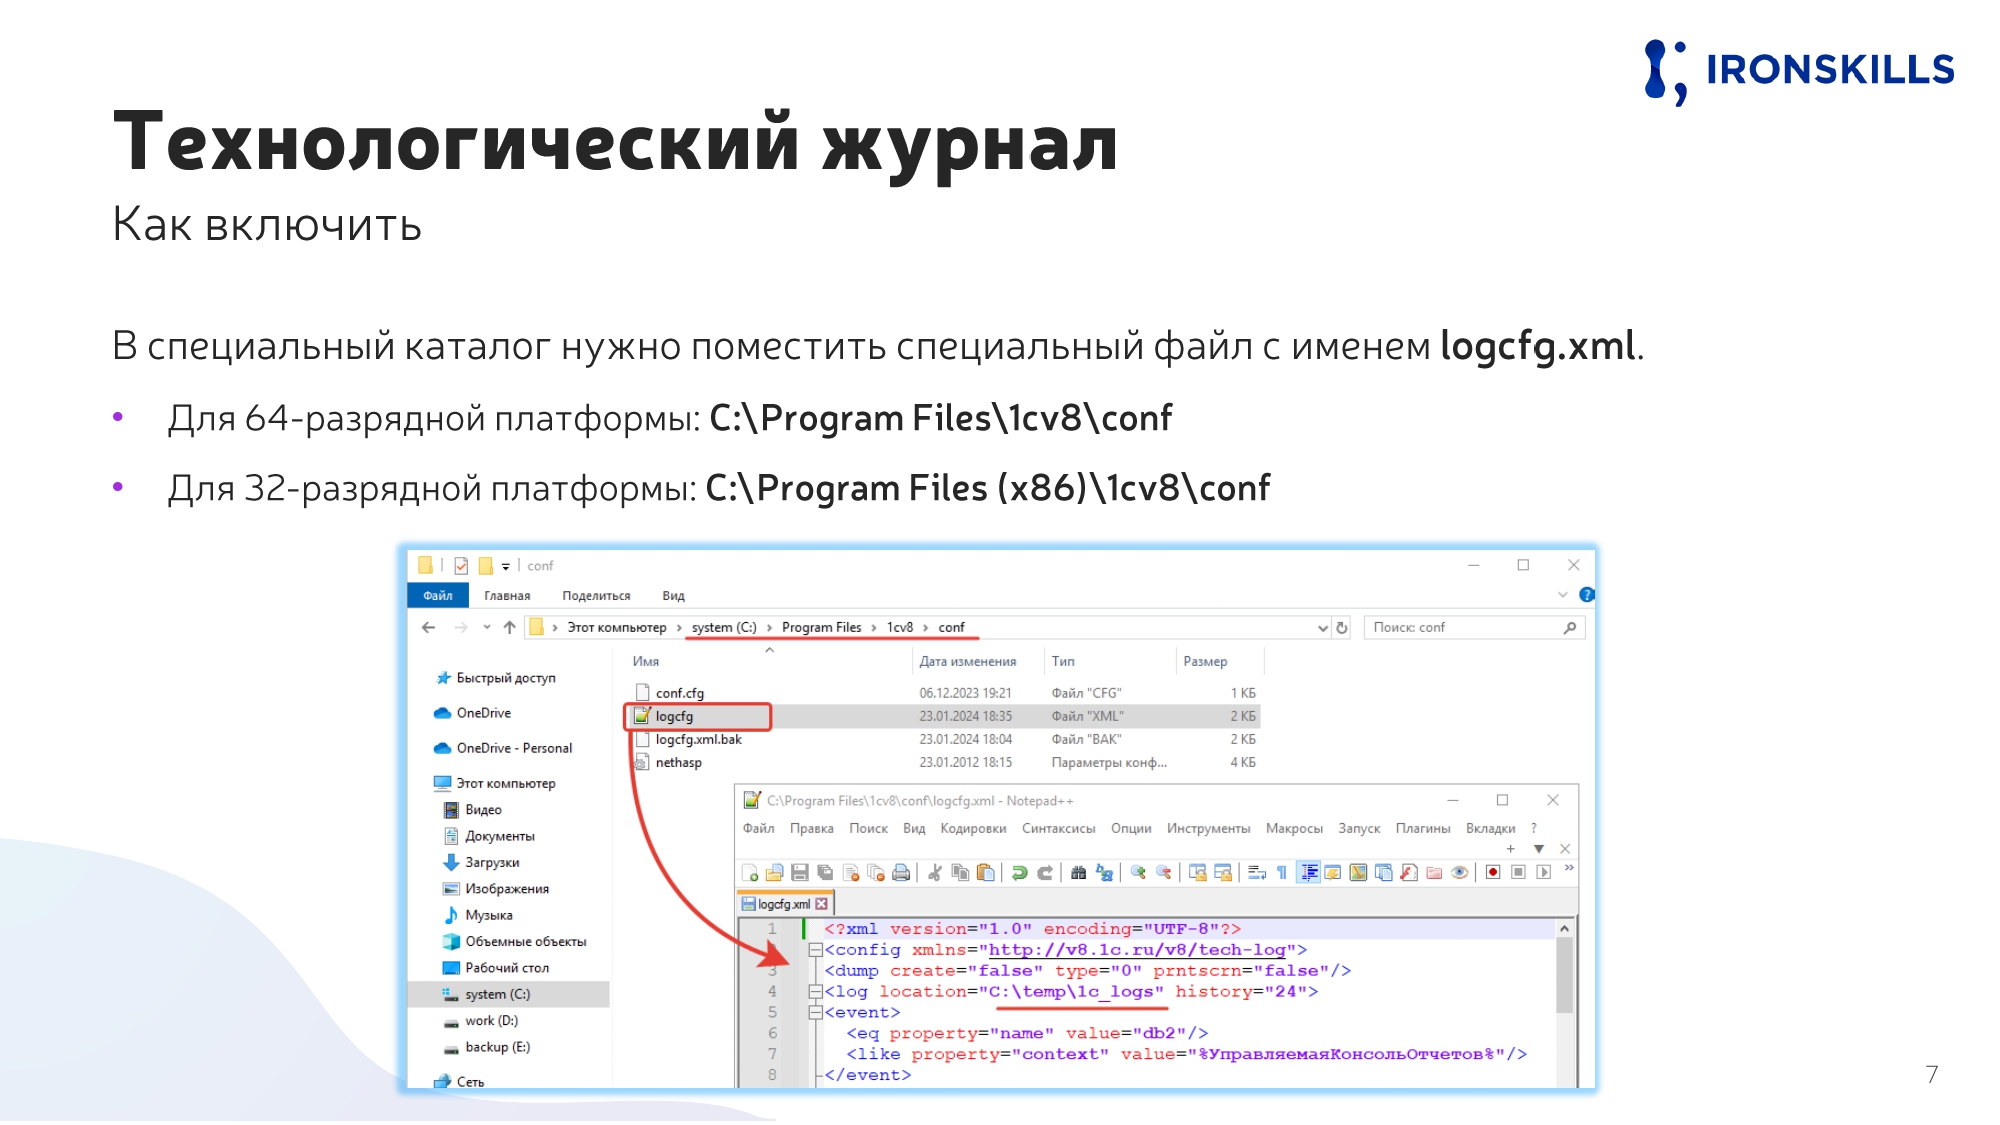 IRONSKILLS
Технологический журнал
Как включить
В специальный каталог нужно поместить специальный файл с именем logcfg.xml.
• Для 64-разрядной платформы: C:\Program Files\1cv8\conf
• Для 32-разрядной платформы: C:\Program Files (x86)\1cv8\conf
conf
Файл Главная Поделиться Вид
Этот компьютер › system (C:) › Program Files › 1cv8 › conf
Поиск: conf
Имя Дата изменения Тип Размер
conf.cfg 06.12.2023 19:21 Файл "CFG" 1 КБ
logcfg 23.01.2024 18:35 Файл "XML" 2 КБ
logcfg.xml.bak 23.01.2024 18:04 Файл "BAK" 2 КБ
nethasp 23.01.2012 18:15 Параметры конф... 4 КБ
Быстрый доступ
OneDrive
OneDrive - Personal
Этот компьютер
Видео
Документы
Загрузки
Изображения
Музыка
Объемные объекты
Рабочий стол
system (C:)
work (D:)
backup (E:)
Сеть
C:\Program Files\1cv8\conf\logcfg.xml - Notepad++
Файл Правка Поиск Вид Кодировки Синтаксисы Опции Инструменты Макросы Запуск Плагины Вкладки ?
logcfg.xml
1 <?xml version="1.0" encoding="UTF-8"?>
<config xmlns="http://v8.1c.ru/v8/tech-log">
3 <dump create="false" type="0" prntscrn="false"/>
4 <log location="C:\temp\1c_logs" history="24">
5 <event>
6 <eq property="name" value="db2"/>
7 <like property="context" value="%УправляемаяКонсольОтчетов%"/>
8 </event>
7